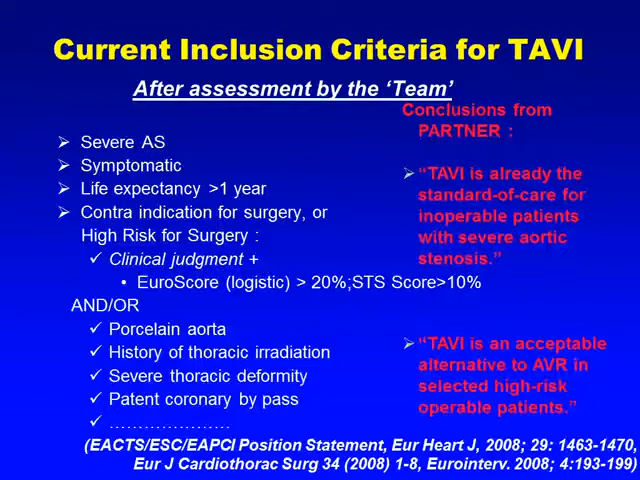 Current Inclusion Criteria for TAVI
After assessment by the ‘Team’
➢ Severe AS
➢ Symptomatic
➢ Life expectancy >1 year
➢ Contra indication for surgery, or
High Risk for Surgery :
✓ Clinical judgment +
• EuroScore (logistic) > 20%;STS Score>10%
AND/OR
✓ Porcelain aorta
✓ History of thoracic irradiation
✓ Severe thoracic deformity
✓ Patent coronary by pass
✓ …………………
Conclusions from
PARTNER :
➢ “TAVI is already the
standard-of-care for
inoperable patients
with severe aortic
stenosis.”
➢ “TAVI is an acceptable
alternative to AVR in
selected high-risk
operable patients.”
(EACTS/ESC/EAPCI Position Statement, Eur Heart J, 2008; 29: 1463-1470,
Eur J Cardiothorac Surg 34 (2008) 1-8, Eurointerv. 2008; 4:193-199)